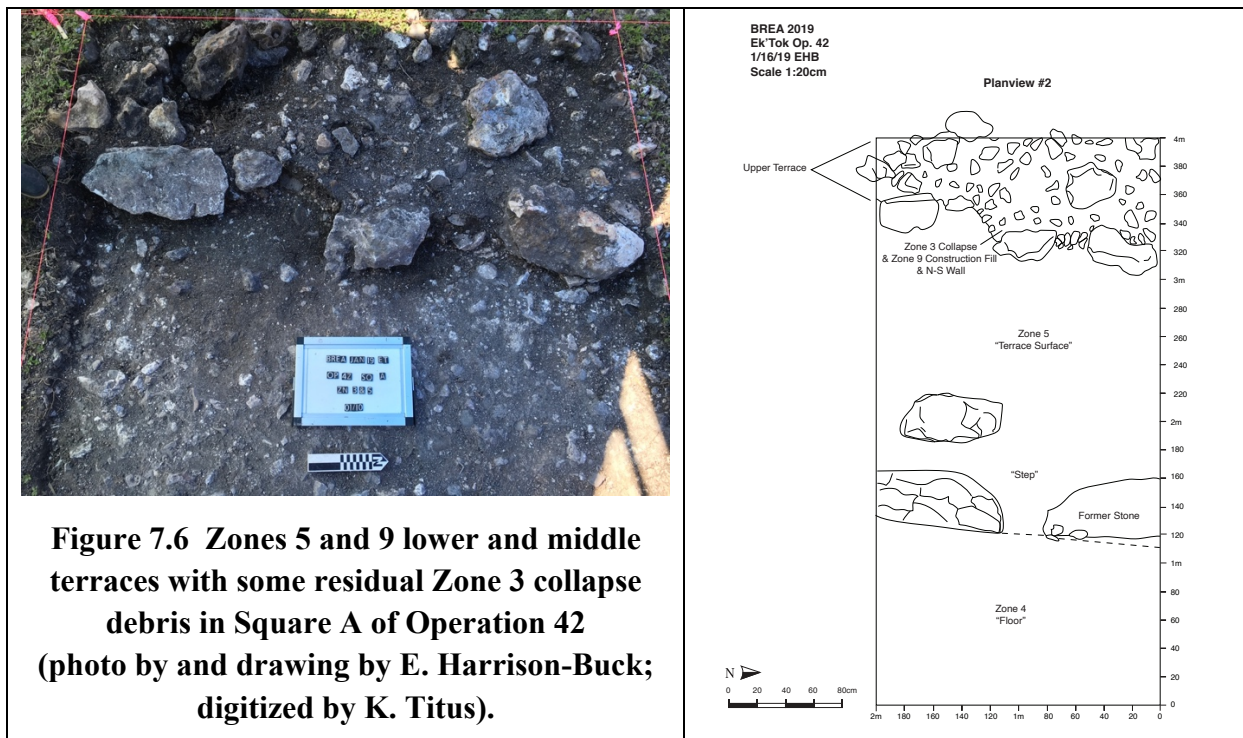 BREA JAN 19 ET
OP 42 SQ A
ZN 3 & 5
01/10
N
Figure 7.6 Zones 5 and 9 lower and middle
terraces with some residual Zone 3 collapse
debris in Square A of Operation 42
(photo by and drawing by E. Harrison-Buck;
digitized by K. Titus).
BREA 2019
Ek'Tok Op. 42
1/16/19 EHB
Scale 1:20cm
Planview #2
Upper Terrace
Zone 3 Collapse
& Zone 9 Construction Fill
& N-S Wall
Zone 5
"Terrace Surface"
"Step"
Former Stone
Zone 4
"Floor"
4m
380
360
340
320
3m
280
260
240
220
2m
180
160
140
120
1m
80
60
40
20
0
N
0 20 40 60 80cm
2m 180 160 140 120 1m 80 60 40 20 0